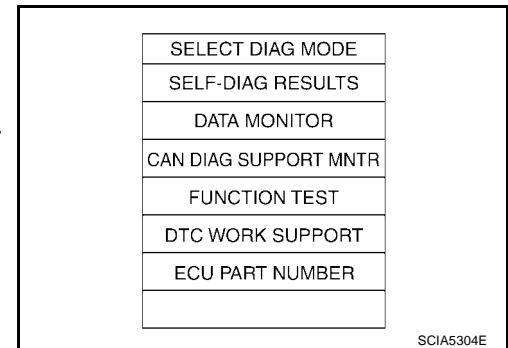 SELECT DIAG MODE
SELF-DIAG RESULTS
DATA MONITOR
CAN DIAG SUPPORT MNTR
FUNCTION TEST
DTC WORK SUPPORT
ECU PART NUMBER
SCIA5304E